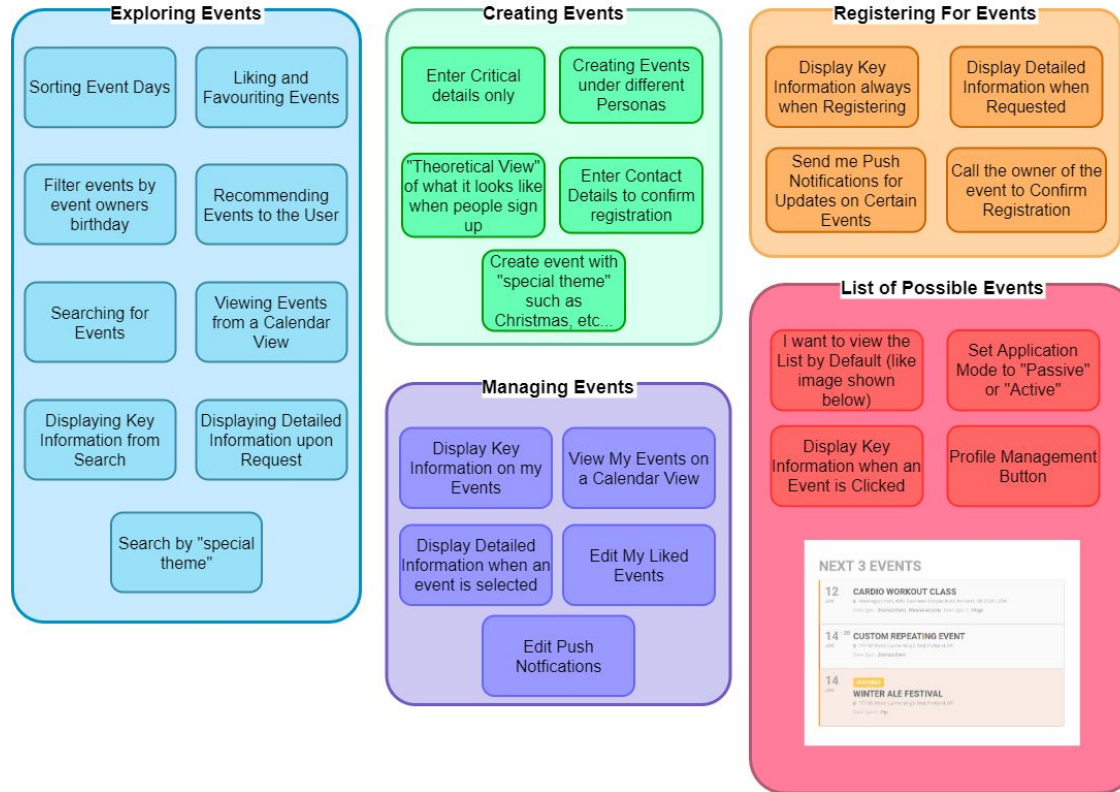 Exploring Events
Sorting Event Days
Liking and
Favouriting Events
Filter events by
event owners
birthday
Recommending
Events to the User
Searching for
Events
Viewing Events
from a Calendar
View
Displaying Key
Information from
Search
Displaying Detailed
Information upon
Request
Search by "special
theme"
Creating Events
Enter Critical
details only
Creating Events
under different
Personas
"Theoretical View"
of what it looks like
when people sign
up
Enter Contact
Details to confirm
registration
Create event with
"special theme"
such as
Christmas, etc...
Managing Events
Display Key
Information on my
Events
View My Events on
a Calendar View
Display Detailed
Information when an
event is selected
Edit My Liked
Events
Edit Push
Notfications
Registering For Events
Display Key
Information always
when Registering
Display Detailed
Information when
Requested
Send me Push
Notifications for
Updates on Certain
Events
Call the owner of the
event to Confirm
Registration
List of Possible Events
I want to view the
List by Default (like
image shown
below)
Set Application
Mode to "Passive"
or "Active"
Display Key
Information when an
Event is Clicked
Profile Management
Button
NEXT 3 EVENTS
12
CARDIO WORKOUT CLASS
14
CUSTOM REPEATING EVENT
14
WINTER ALE FESTIVAL